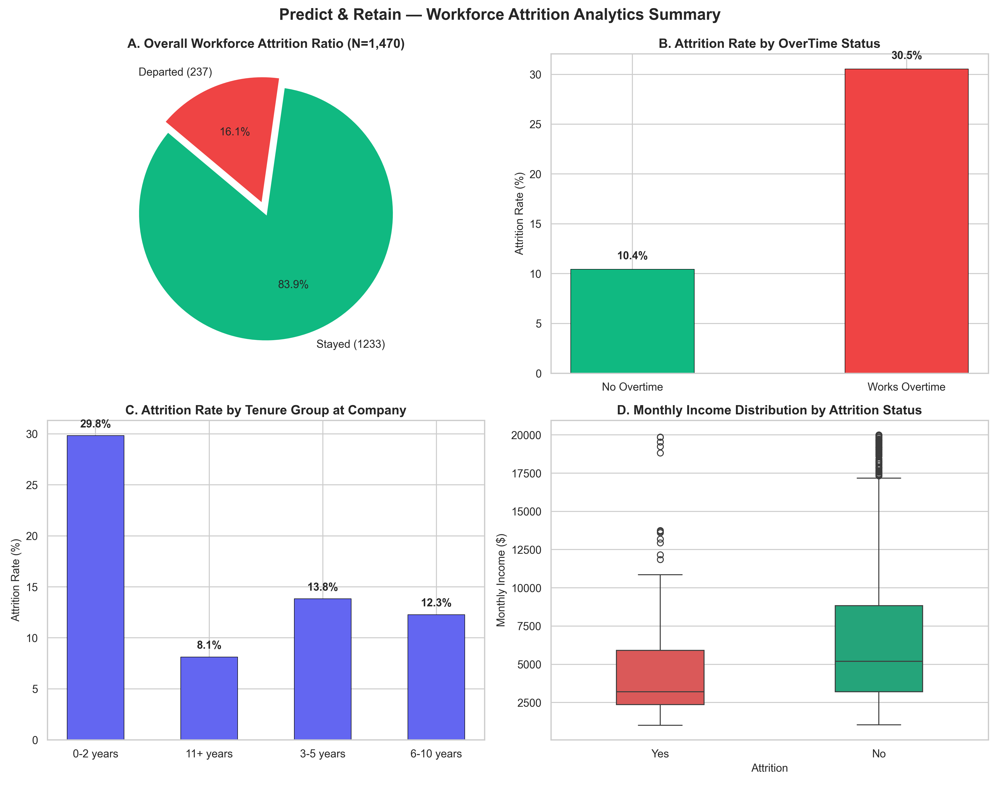 Predict & Retain — Workforce Attrition Analytics Summary
A. Overall Workforce Attrition Ratio (N=1,470)
Departed (237)
16.1%
83.9%
Stayed (1233)
B. Attrition Rate by OverTime Status
Attrition Rate (%)
30
25
20
15
10
5
0
10.4%
30.5%
No Overtime
Works Overtime
C. Attrition Rate by Tenure Group at Company
Attrition Rate (%)
30
25
20
15
10
5
0
29.8%
8.1%
13.8%
12.3%
0-2 years
11+ years
3-5 years
6-10 years
D. Monthly Income Distribution by Attrition Status
Monthly Income ($)
20000
17500
15000
12500
10000
7500
5000
2500
Yes
No
Attrition